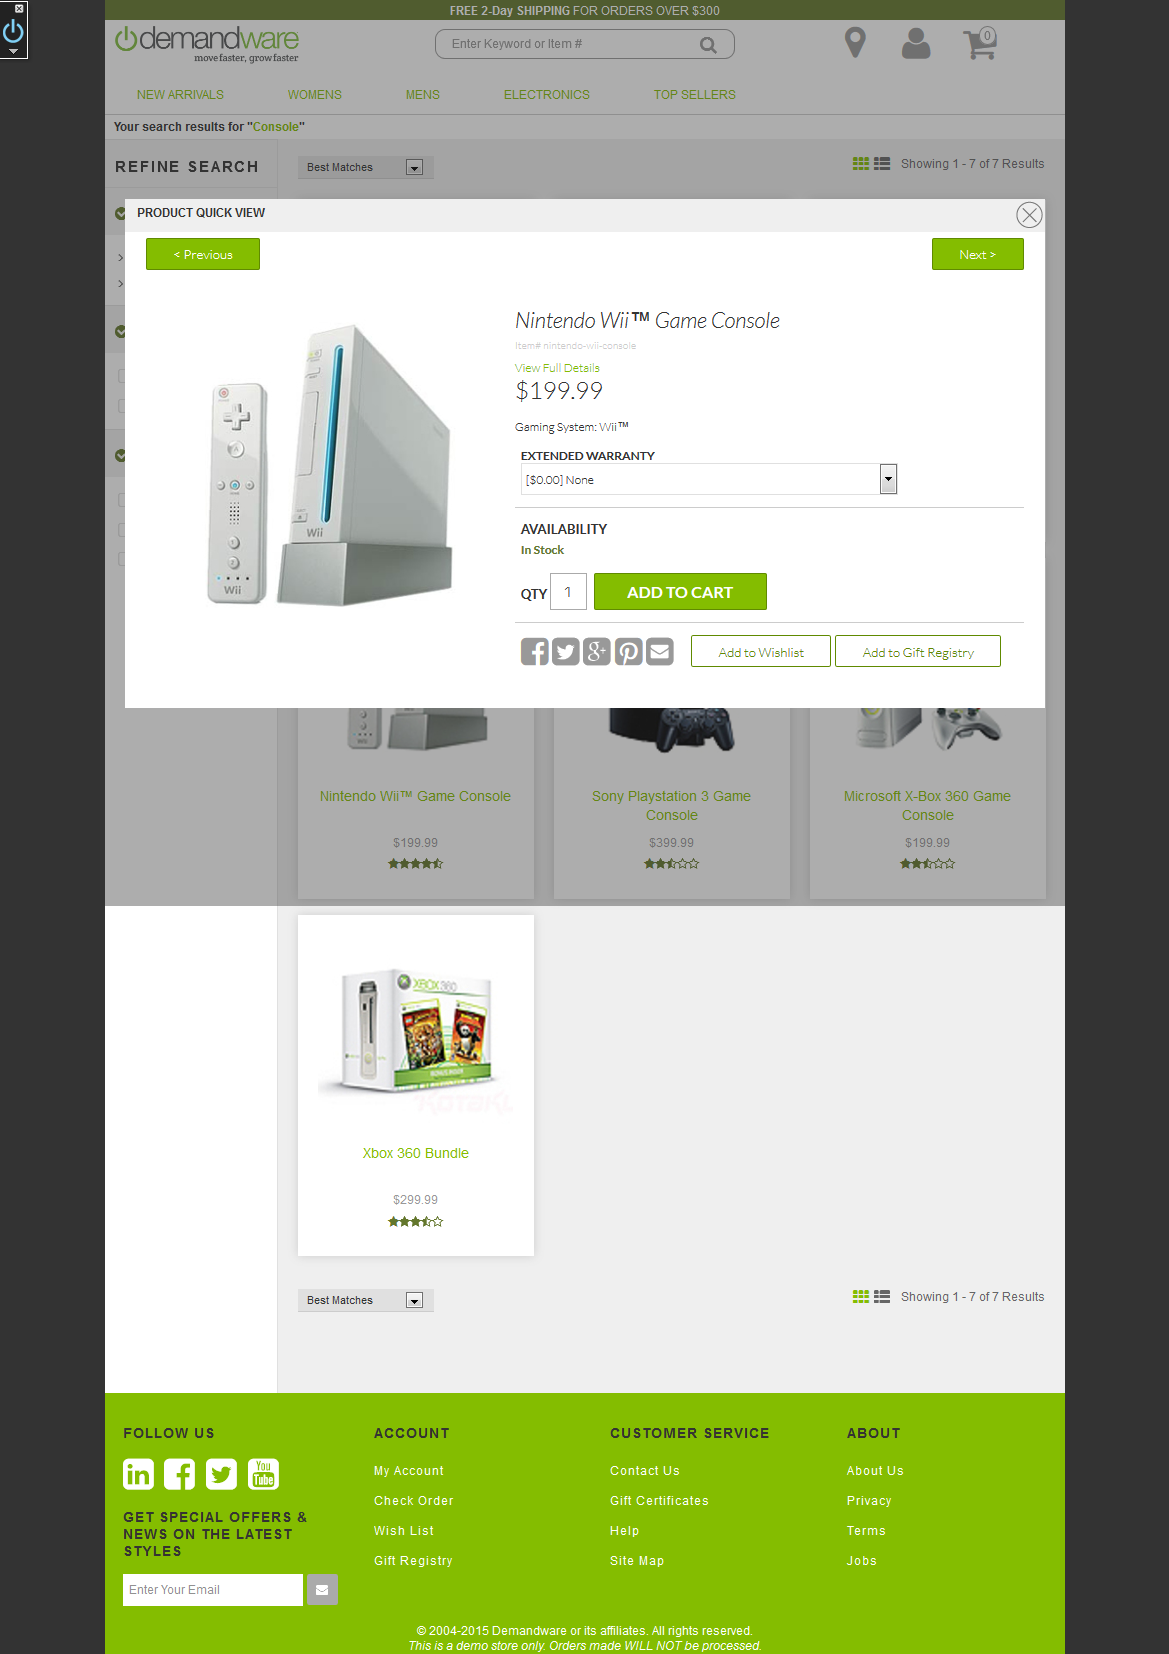 FREE 2-Day SHIPPING FOR ORDERS OVER $300
demandware
move faster, grow faster
Enter Keyword or Item #
0
NEW ARRIVALS WOMENS MENS ELECTRONICS TOP SELLERS
Your search results for "Console"
REFINE SEARCH
Best Matches
Showing 1 - 7 of 7 Results
PRODUCT QUICK VIEW
< Previous
Next >
Nintendo Wii™ Game Console
Item# nintendo-wii-console
View Full Details
$199.99
Gaming System: Wii™
EXTENDED WARRANTY
[$0.00] None
AVAILABILITY
In Stock
QTY 1 ADD TO CART
Add to Wishlist
Add to Gift Registry
Wii
Wii
Nintendo Wii™ Game Console
$199.99
Sony Playstation 3 Game
Console
$399.99
Microsoft X-Box 360 Game
Console
$199.99
XBOX 360
Xbox 360 Bundle
$299.99
Best Matches
Showing 1 - 7 of 7 Results
FOLLOW US
in
You
Tube
GET SPECIAL OFFERS &
NEWS ON THE LATEST
STYLES
Enter Your Email
ACCOUNT
My Account
Check Order
Wish List
Gift Registry
CUSTOMER SERVICE
Contact Us
Gift Certificates
Help
Site Map
ABOUT
About Us
Privacy
Terms
Jobs
© 2004-2015 Demandware or its affiliates. All rights reserved.
This is a demo store only. Orders made WILL NOT be processed.